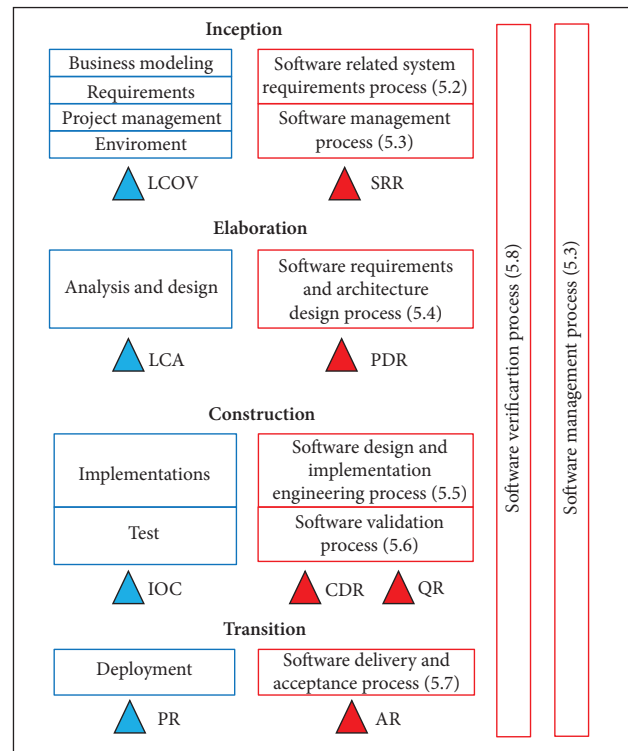 Inception
Business modeling
Requirements
Project management
Enviroment
Software related system
requirements process (5.2)
Software management
process (5.3)
LCOV
SRR
Elaboration
Analysis and design
Software requirements
and architecture
design process (5.4)
LCA
PDR
Construction
Implementations
Test
Software design and
implementation
engineering process (5.5)
Software validation
process (5.6)
IOC
CDR
QR
Transition
Deployment
Software delivery and
acceptance process (5.7)
PR
AR
Software verificartion process (5.8)
Software management process (5.3)